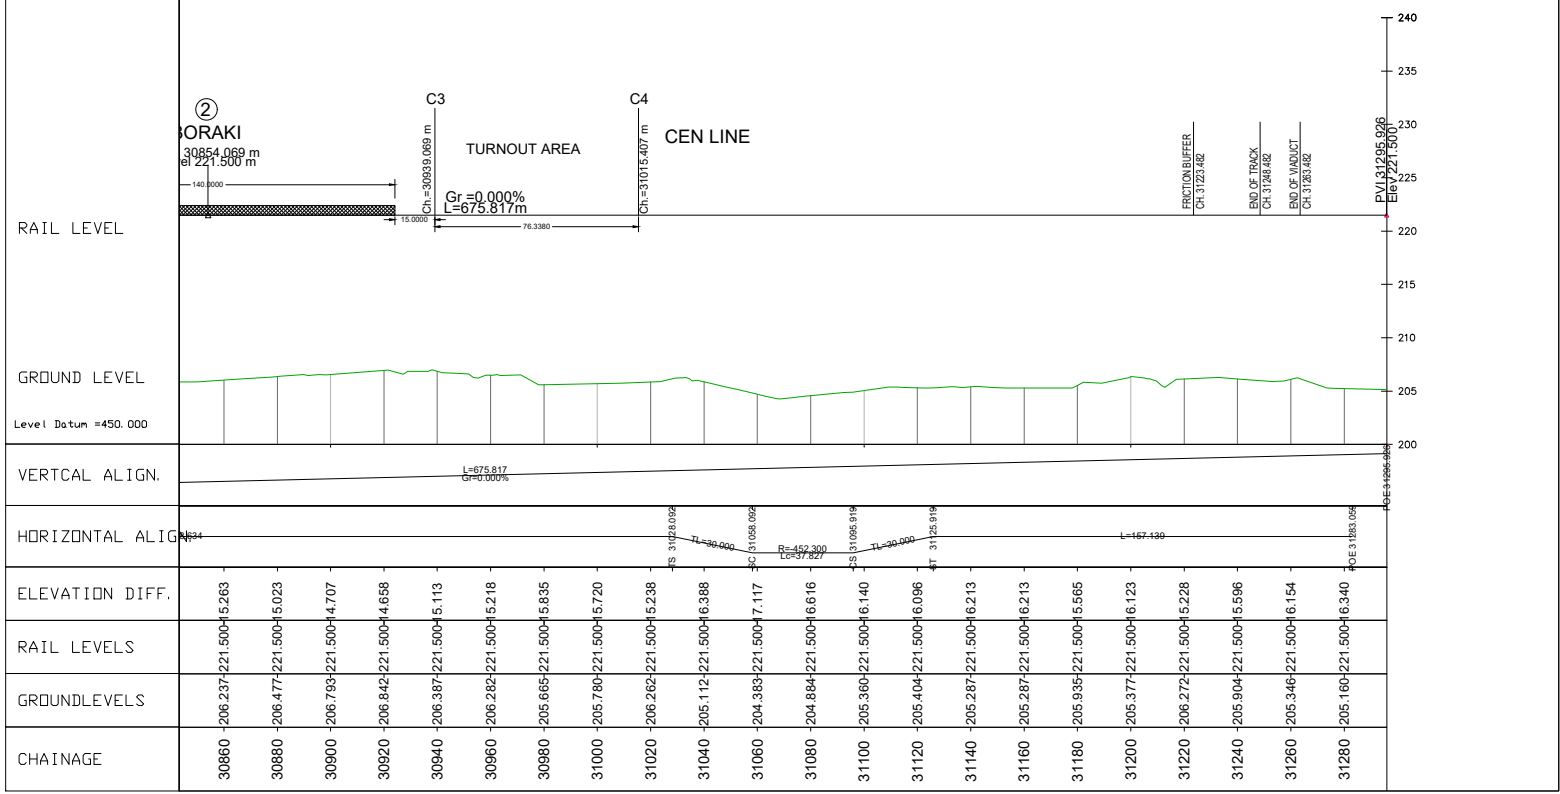 240
235
230
225
220
215
210
205
200
2
BORAKI
30854.069 m
el 221.500 m
140.0000
15.0000
C3
Ch.=30939.069 m
TURNOUT AREA
Gr =0.000%
L=675.817m
76.3380
C4
Ch.=31015.407 m
CEN LINE
FRICTION BUFFER
CH. 31223.482
END OF TRACK
CH. 31248.482
END OF VIADUCT
CH. 31263.482
PVI 31295.926
Elev 221.500
RAIL LEVEL
GROUND LEVEL
Level Datum =450.000
VERTCAL ALIGN.
L=675.817
Gr=0.000%
POE 31295.926
HORIZONTAL ALIGN.
.634
TS 31028.092
TL=30.000
SC 31058.092
R=-452.300
Lc=37.827
CS 31095.919
TL=30.000
ST 31125.919
L=157.139
POE 31283.059
ELEVATION DIFF.
15.263 15.023 14.707 14.658 15.113 15.218 15.835 15.720 15.238 16.388 17.117 16.616 16.140 16.096 16.213 16.213 15.565 16.123 15.228 15.596 16.154 16.340
RAIL LEVELS
221.500 221.500 221.500 221.500 221.500 221.500 221.500 221.500 221.500 221.500 221.500 221.500 221.500 221.500 221.500 221.500 221.500 221.500 221.500 221.500 221.500 221.500
GROUNDLEVELS
206.237 206.477 206.793 206.842 206.387 206.282 205.665 205.780 206.262 205.112 204.383 204.884 205.360 205.404 205.287 205.287 205.935 205.377 206.272 205.904 205.346 205.160
CHAINAGE
30860 30880 30900 30920 30940 30960 30980 31000 31020 31040 31060 31080 31100 31120 31140 31160 31180 31200 31220 31240 31260 31280